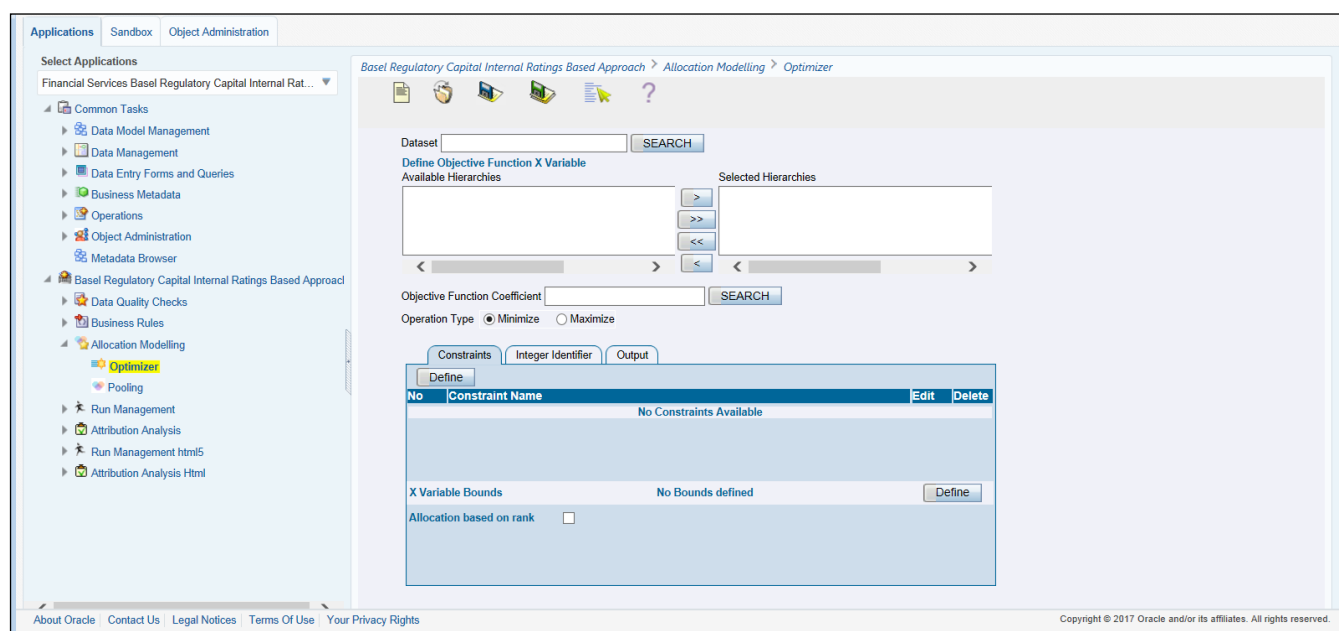 Applications Sandbox Object Administration
Select Applications
Financial Services Basel Regulatory Capital Internal Rat...
Common Tasks
Data Model Management
Data Management
Data Entry Forms and Queries
Business Metadata
Operations
Object Administration
Metadata Browser
Basel Regulatory Capital Internal Ratings Based Approacl
Data Quality Checks
Business Rules
Allocation Modelling
Optimizer
Pooling
Run Management
Attribution Analysis
Run Management html5
Attribution Analysis Html
Basel Regulatory Capital Internal Ratings Based Approach > Allocation Modelling > Optimizer
?
Dataset SEARCH
Define Objective Function X Variable
Available Hierarchies Selected Hierarchies
>
>>
<<
<
Objective Function Coefficient SEARCH
Operation Type Minimize Maximize
Constraints Integer Identifier Output
Define
No Constraint Name Edit Delete
No Constraints Available
X Variable Bounds No Bounds defined Define
Allocation based on rank
About Oracle Contact Us Legal Notices Terms Of Use Your Privacy Rights Copyright © 2017 Oracle and/or its affiliates. All rights reserved.